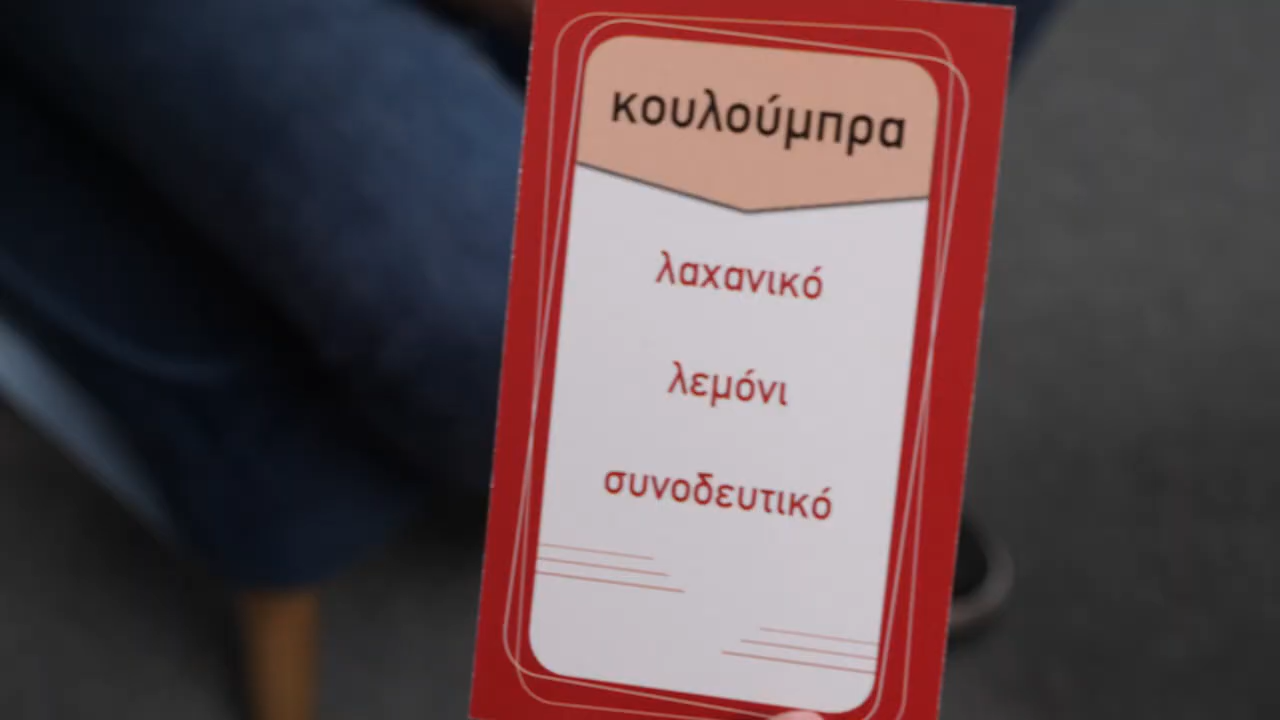 κουλούμπρα
λαχανικό
λεμόνι
συνοδευτικό